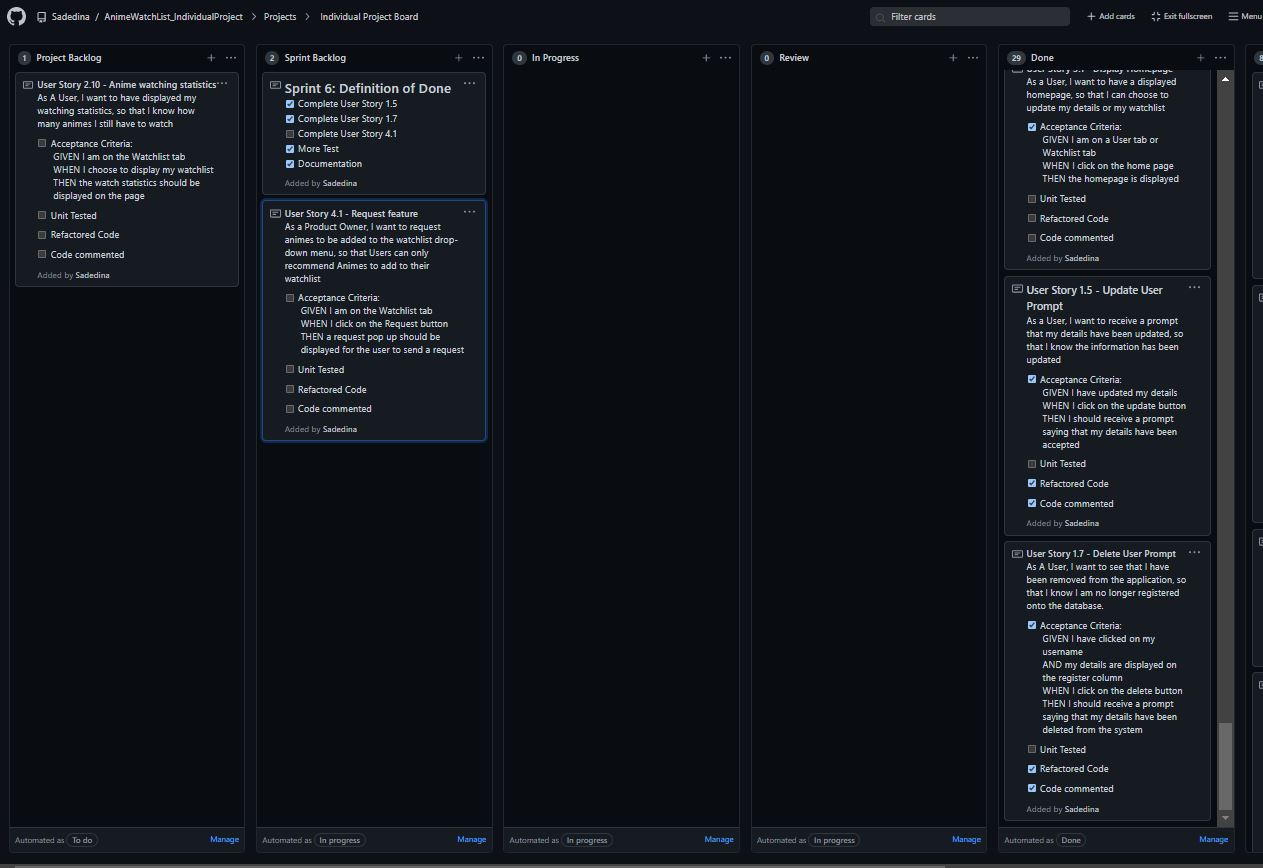 Sadedina / AnimeWatchList_IndividualProject > Projects > Individual Project Board
Filter cards
+ Add cards
Exit fullscreen
Menu
1 Project Backlog
User Story 2.10 - Anime watching statistics
As A User, I want to have displayed my
watching statistics, so that I know how
many animes I still have to watch
Acceptance Criteria:
GIVEN I am on the Watchlist tab
WHEN I choose to display my watchlist
THEN the watch statistics should be
displayed on the page
Unit Tested
Refactored Code
Code commented
Added by Sadedina
Automated as To do
Manage
2 Sprint Backlog
Sprint 6: Definition of Done
Complete User Story 1.5
Complete User Story 1.7
Complete User Story 4.1
More Test
Documentation
Added by Sadedina
User Story 4.1 - Request feature
As a Product Owner, I want to request
animes to be added to the watchlist drop-
down menu, so that Users can only
recommend Animes to add to their
watchlist
Acceptance Criteria:
GIVEN I am on the Watchlist tab
WHEN I click on the Request button
THEN a request pop up should be
displayed for the user to send a request
Unit Tested
Refactored Code
Code commented
Added by Sadedina
Automated as In progress
Manage
0 In Progress
Automated as In progress
Manage
0 Review
Automated as In progress
Manage
29 Done
User Story 3.1 - Display Homepage
As a User, I want to have a displayed
homepage, so that I can choose to
update my details or my watchlist
Acceptance Criteria:
GIVEN I am on a User tab or
Watchlist tab
WHEN I click on the home page
THEN the homepage is displayed
Unit Tested
Refactored Code
Code commented
Added by Sadedina
User Story 1.5 - Update User
Prompt
As a User, I want to receive a prompt
that my details have been updated, so
that I know the information has been
updated
Acceptance Criteria:
GIVEN I have updated my details
WHEN I click on the update button
THEN I should receive a prompt
saying that my details have been
accepted
Unit Tested
Refactored Code
Code commented
Added by Sadedina
User Story 1.7 - Delete User Prompt
As A User, I want to see that I have
been removed from the application, so
that I know I am no longer registered
onto the database.
Acceptance Criteria:
GIVEN I have clicked on my
username
AND my details are displayed on
the register column
WHEN I click on the delete button
THEN I should receive a prompt
saying that my details have been
deleted from the system
Unit Tested
Refactored Code
Code commented
Added by Sadedina
Automated as Done
Manage